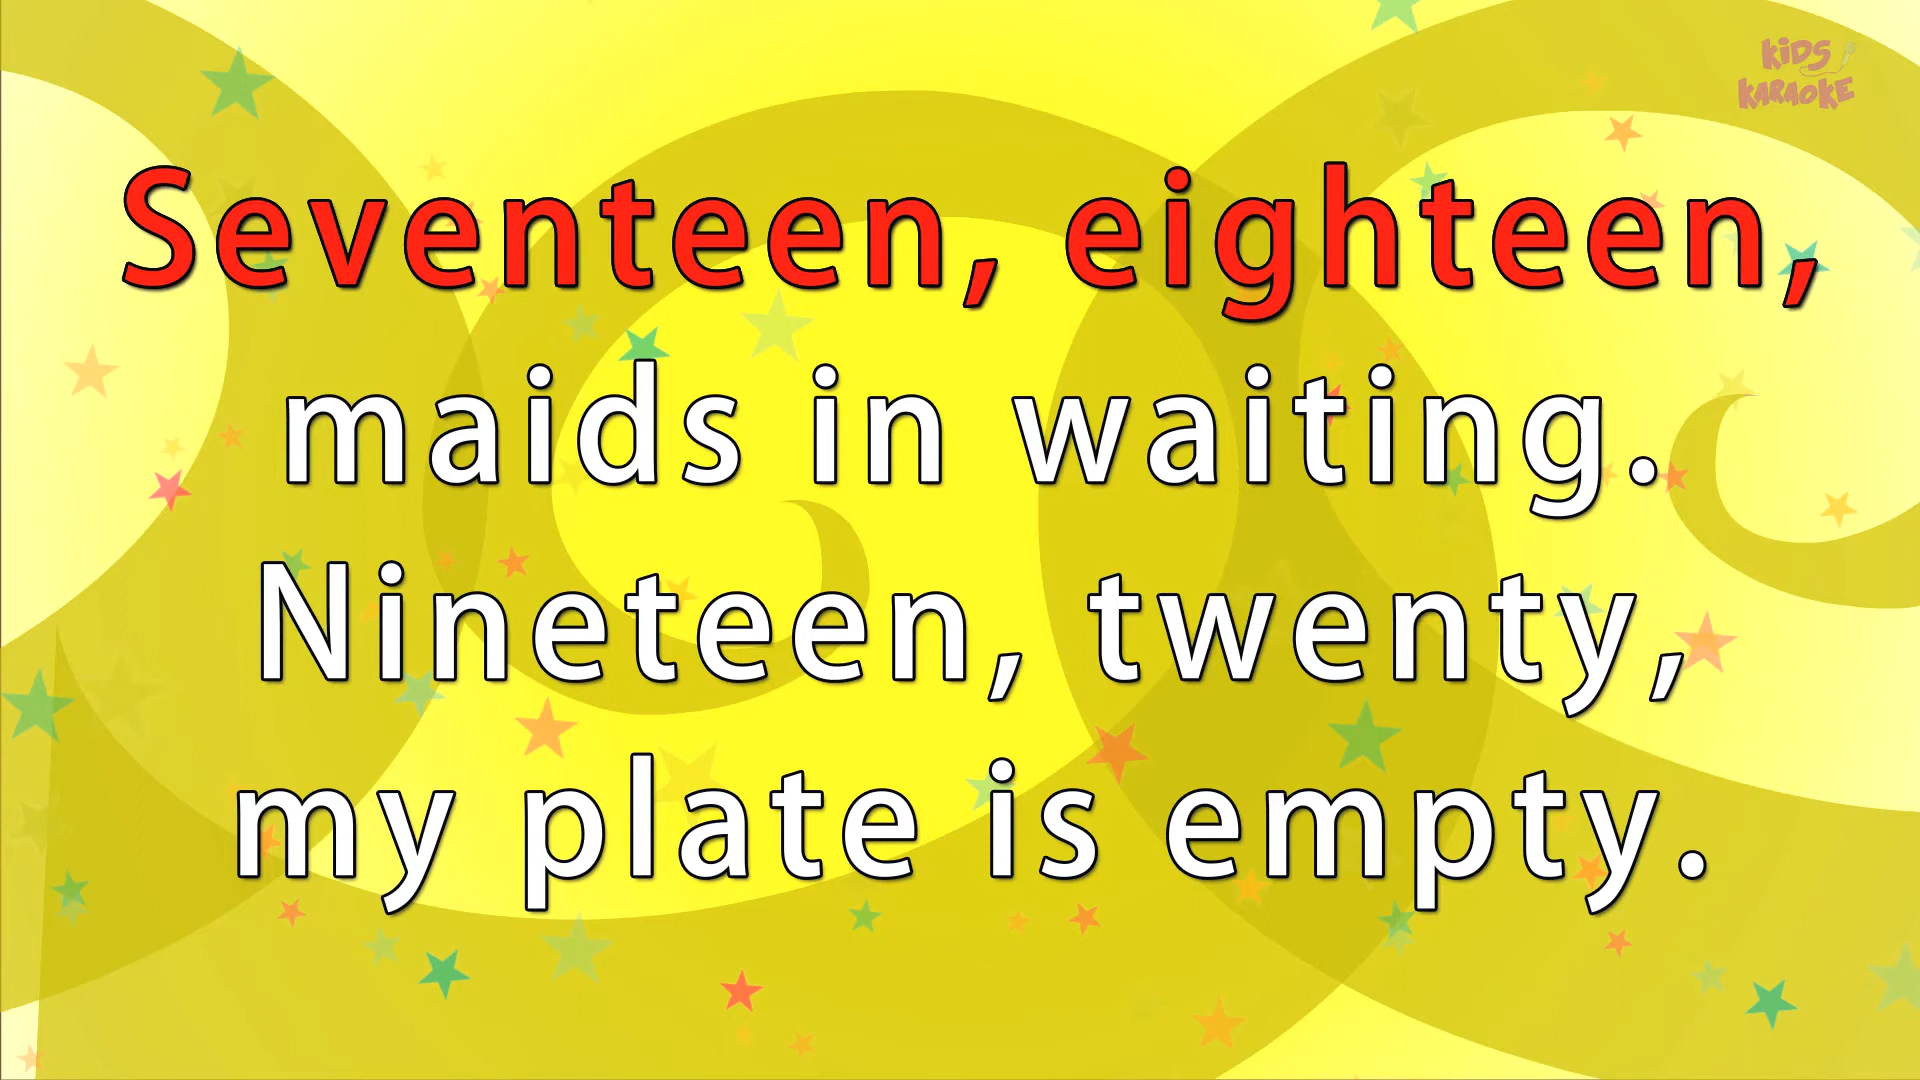 KiDS
KARAOKE
Seventeen, eighteen,
maids in waiting.
Nineteen, twenty,
my plate is empty.